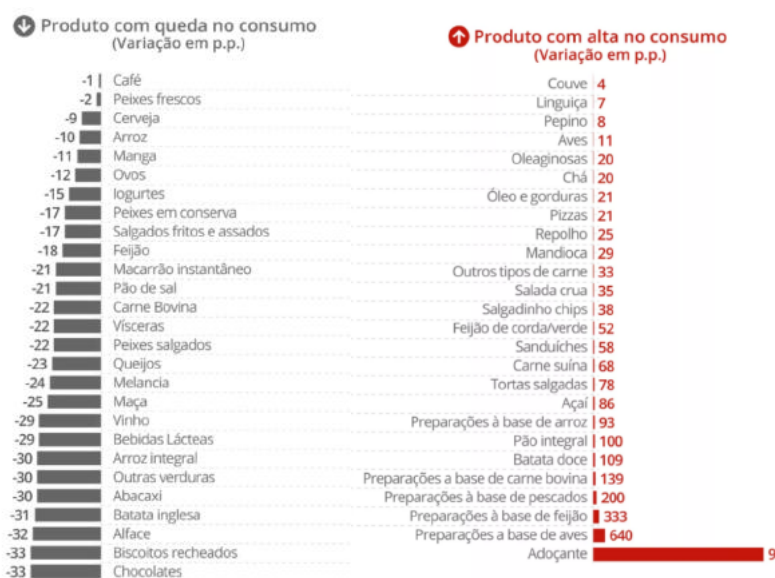 Produto com queda no consumo
(Variação em p.p.)
-1 Café
-2 Peixes frescos
-9 Cerveja
-10 Arroz
-11 Manga
-12 Ovos
-15 Iogurtes
-17 Peixes em conserva
-17 Salgados fritos e assados
-18 Feijão
-21 Macarrão instantâneo
-21 Pão de sal
-22 Carne Bovina
-22 Vísceras
-22 Peixes salgados
-23 Queijos
-24 Melancia
-25 Maça
-29 Vinho
-29 Bebidas Lácteas
-30 Arroz integral
-30 Outras verduras
-30 Abacaxi
-31 Batata inglesa
-32 Alface
-33 Biscoitos recheados
-33 Chocolates
Produto com alta no consumo
(Variação em p.p.)
Couve 4
Linguiça 7
Pepino 8
Aves 11
Oleaginosas 20
Chá 20
Óleo e gorduras 21
Pizzas 21
Repolho 25
Mandioca 29
Outros tipos de carne 33
Salada crua 35
Salgadinho chips 38
Feijão de corda/verde 52
Sanduíches 58
Carne suína 68
Tortas salgadas 78
Açaí 86
Preparações à base de arroz 93
Pão integral 100
Batata doce 109
Preparações a base de carne bovina 139
Preparações à base de pescados 200
Preparações à base de feijão 333
Preparações a base de aves 640
Adoçante